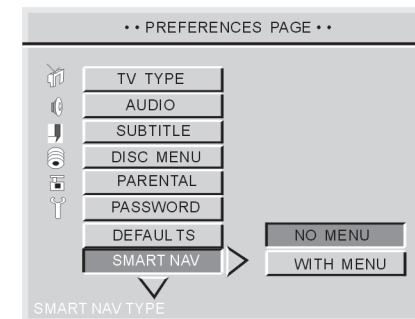 •• PREFERENCES PAGE ••
TV TYPE
AUDIO
SUBTITLE
DISC MENU
PARENTAL
PASSWORD
DEFAULTS
SMART NAV
NO MENU
WITH MENU
SMART NAV TYPE